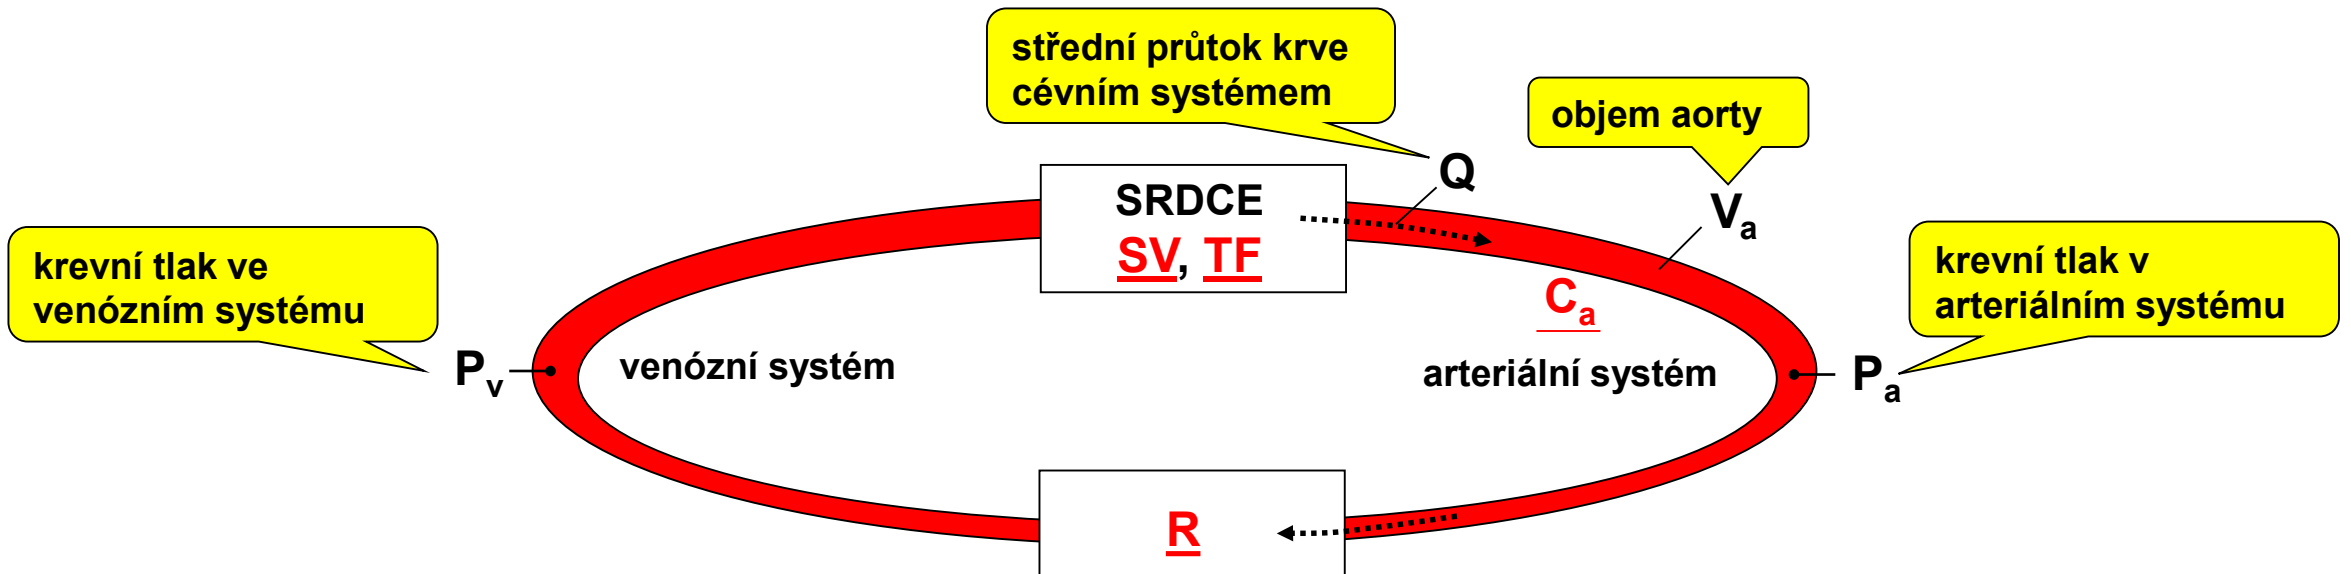 střední průtok krve
cévním systémem
objem aorty
Q
SRDCE
SV, TF
Va
krevní tlak ve
venózním systému
krevní tlak v
arteriálním systému
Ca
Pv
venózní systém
arteriální systém
Pa
R